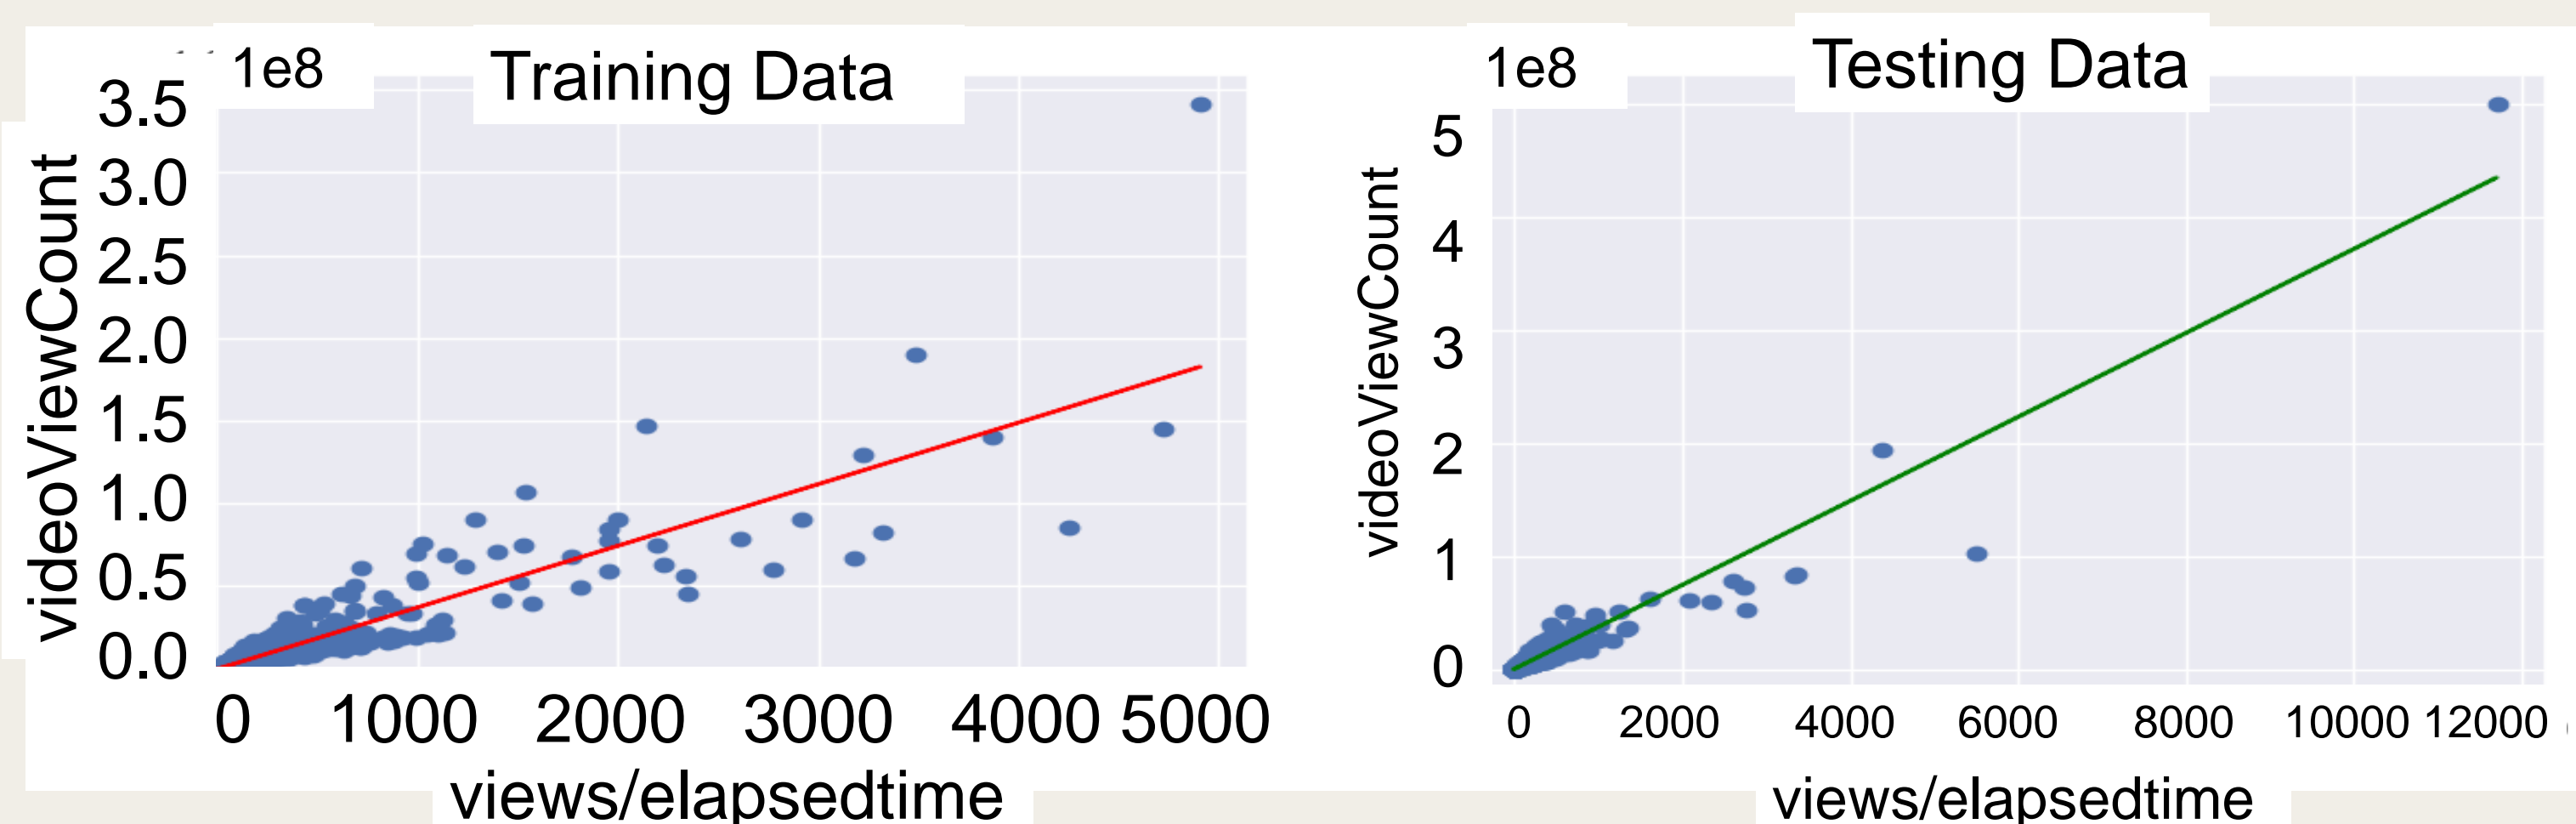 1e8
Training Data
3.5
3.0
2.5
2.0
1.5
1.0
0.5
0.0
videoViewCount
0 1000 2000 3000 4000 5000
views/elapsedtime
1e8
Testing Data
5
4
3
2
1
0
videoViewCount
0 2000 4000 6000 8000 10000 12000
views/elapsedtime